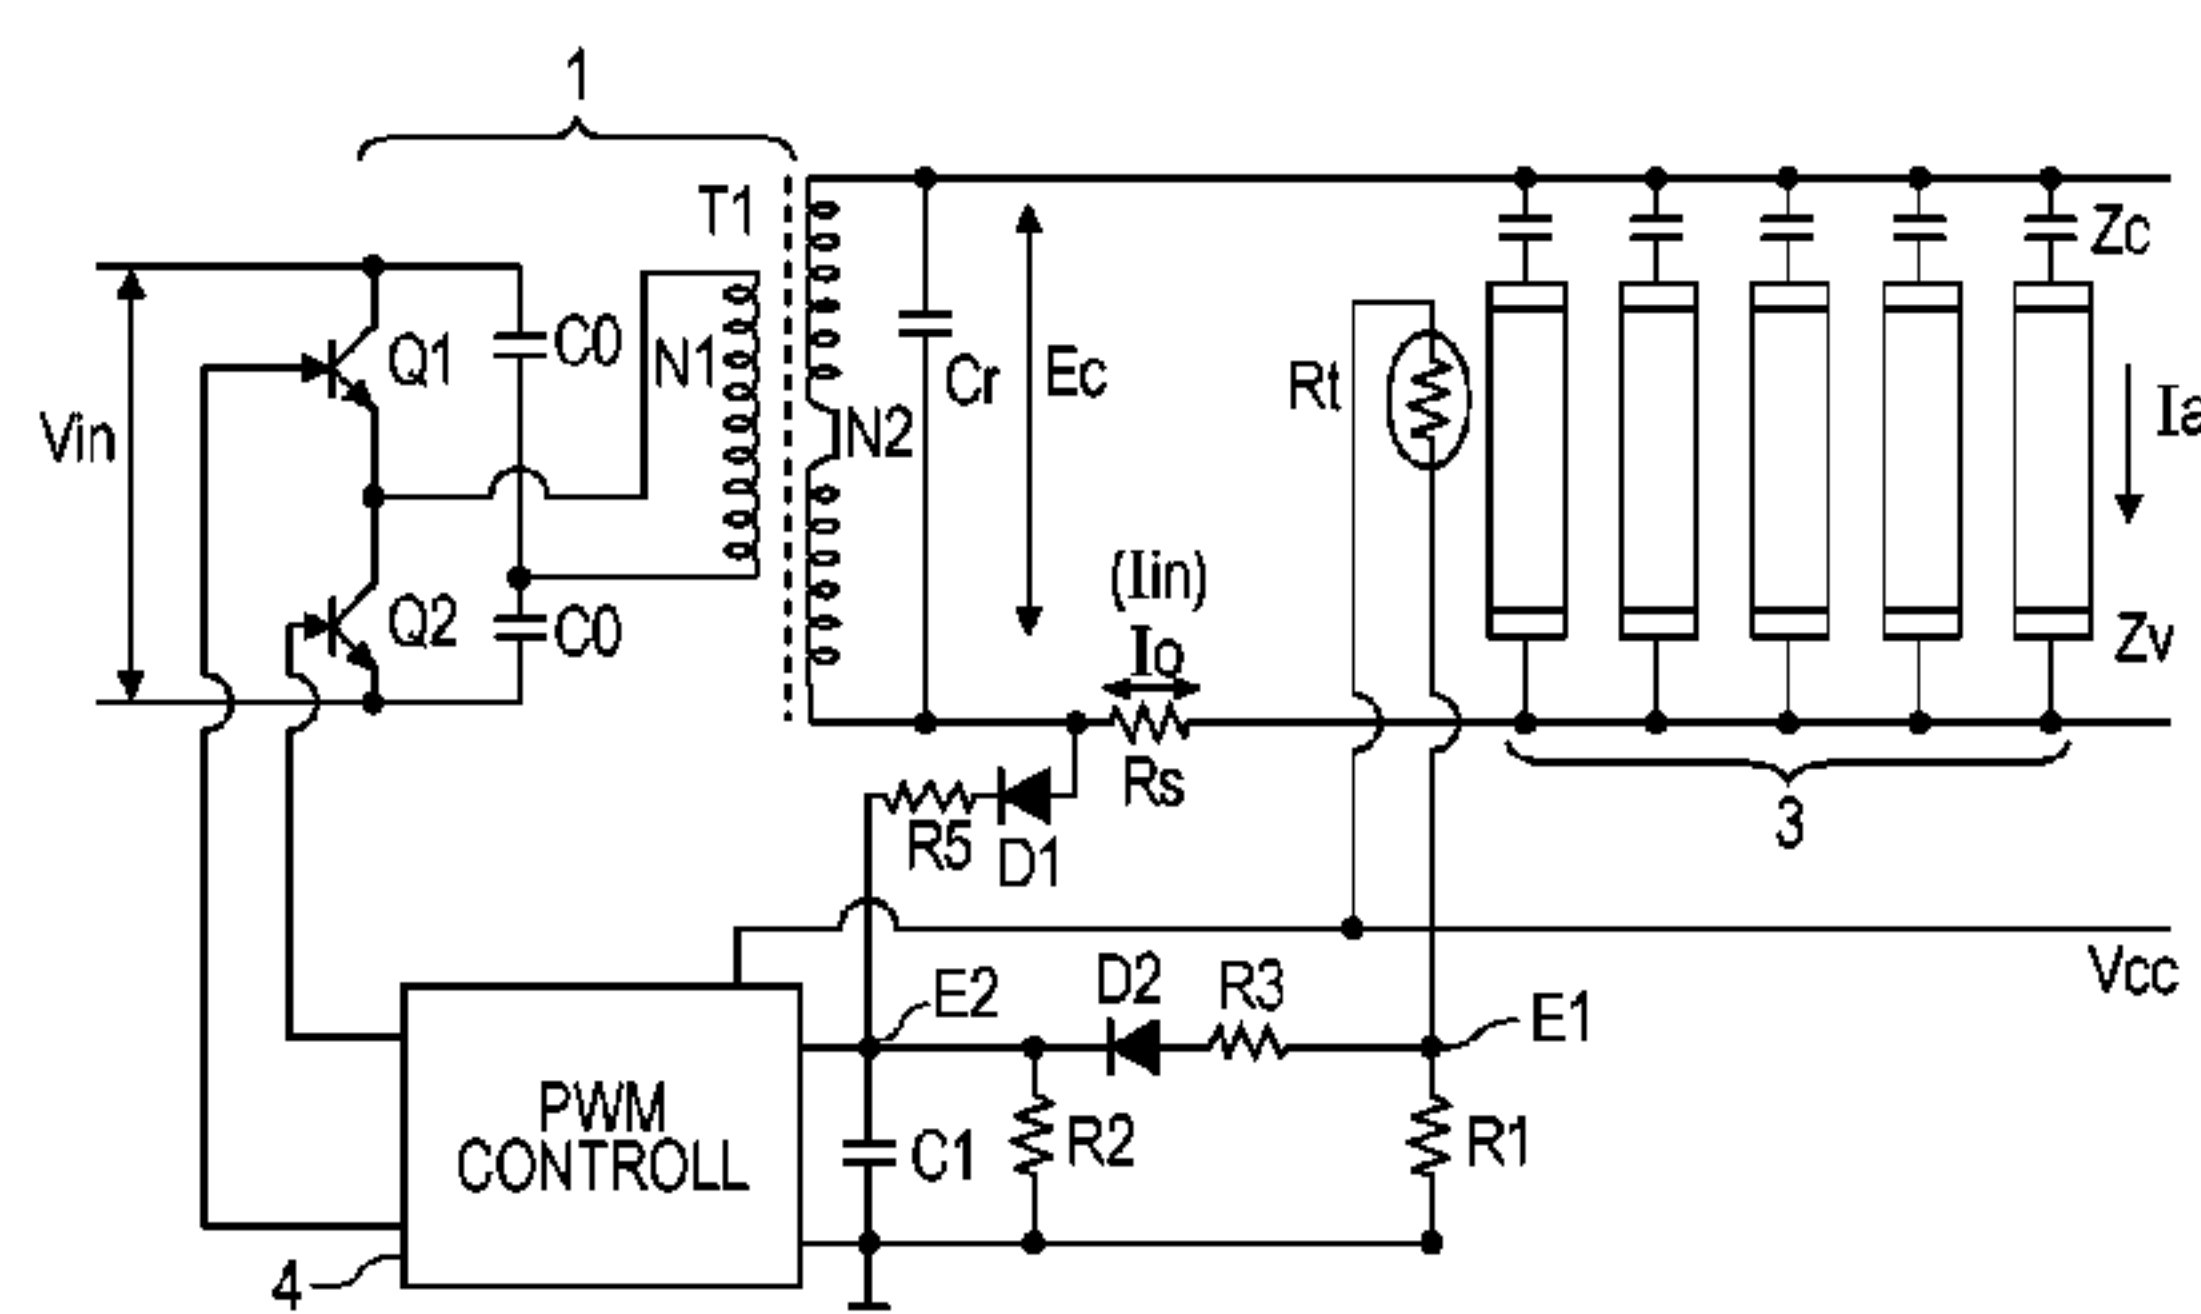 1
T1
Zc
Q1
C0
N1
Vin
Cr
Ec
Rt
N2
Ia
(Iin)
Q2
C0
Io
Zv
Rs
3
R5
D1
E2
D2
R3
E1
Vcc
PWM
CONTROLL
C1
R2
R1
4